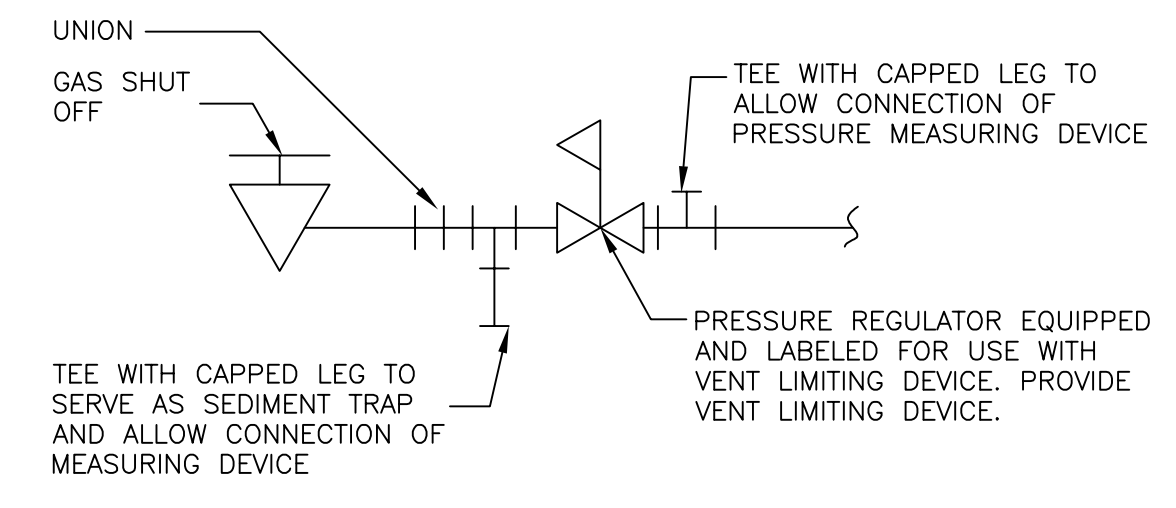 UNION
GAS SHUT
OFF
TEE WITH CAPPED LEG TO
ALLOW CONNECTION OF
PRESSURE MEASURING DEVICE
PRESSURE REGULATOR EQUIPPED
AND LABELED FOR USE WITH
VENT LIMITING DEVICE. PROVIDE
VENT LIMITING DEVICE.
TEE WITH CAPPED LEG TO
SERVE AS SEDIMENT TRAP
AND ALLOW CONNECTION OF
MEASURING DEVICE